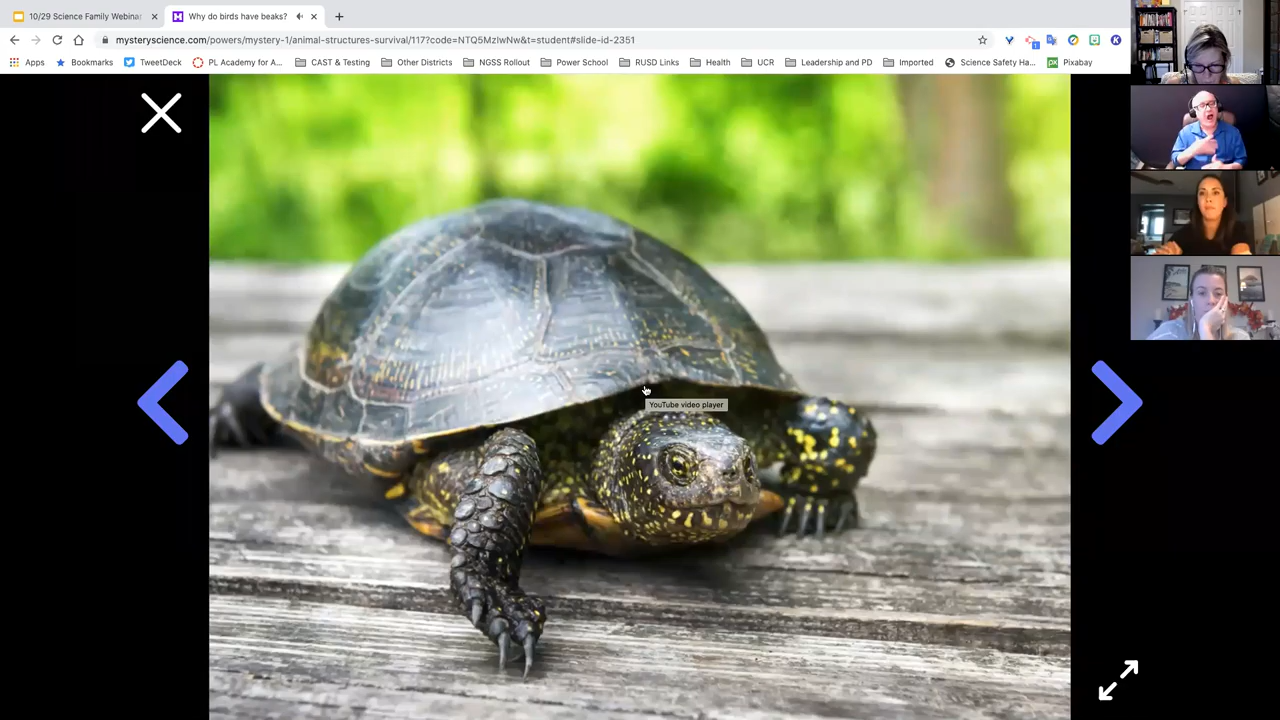 10/29 Science Family Webinar
Why do birds have beaks?
mysteryscience.com/powers/mystery-1/animal-structures-survival/117?code=NTQ5MzIwNw&t=student#slide-id-2351
Apps Bookmarks TweetDeck PL Academy for A... CAST & Testing Other Districts NGSS Rollout Power School RUSD Links Health UCR Leadership and PD Imported Science Safety Ha... Pixabay
YouTube video player